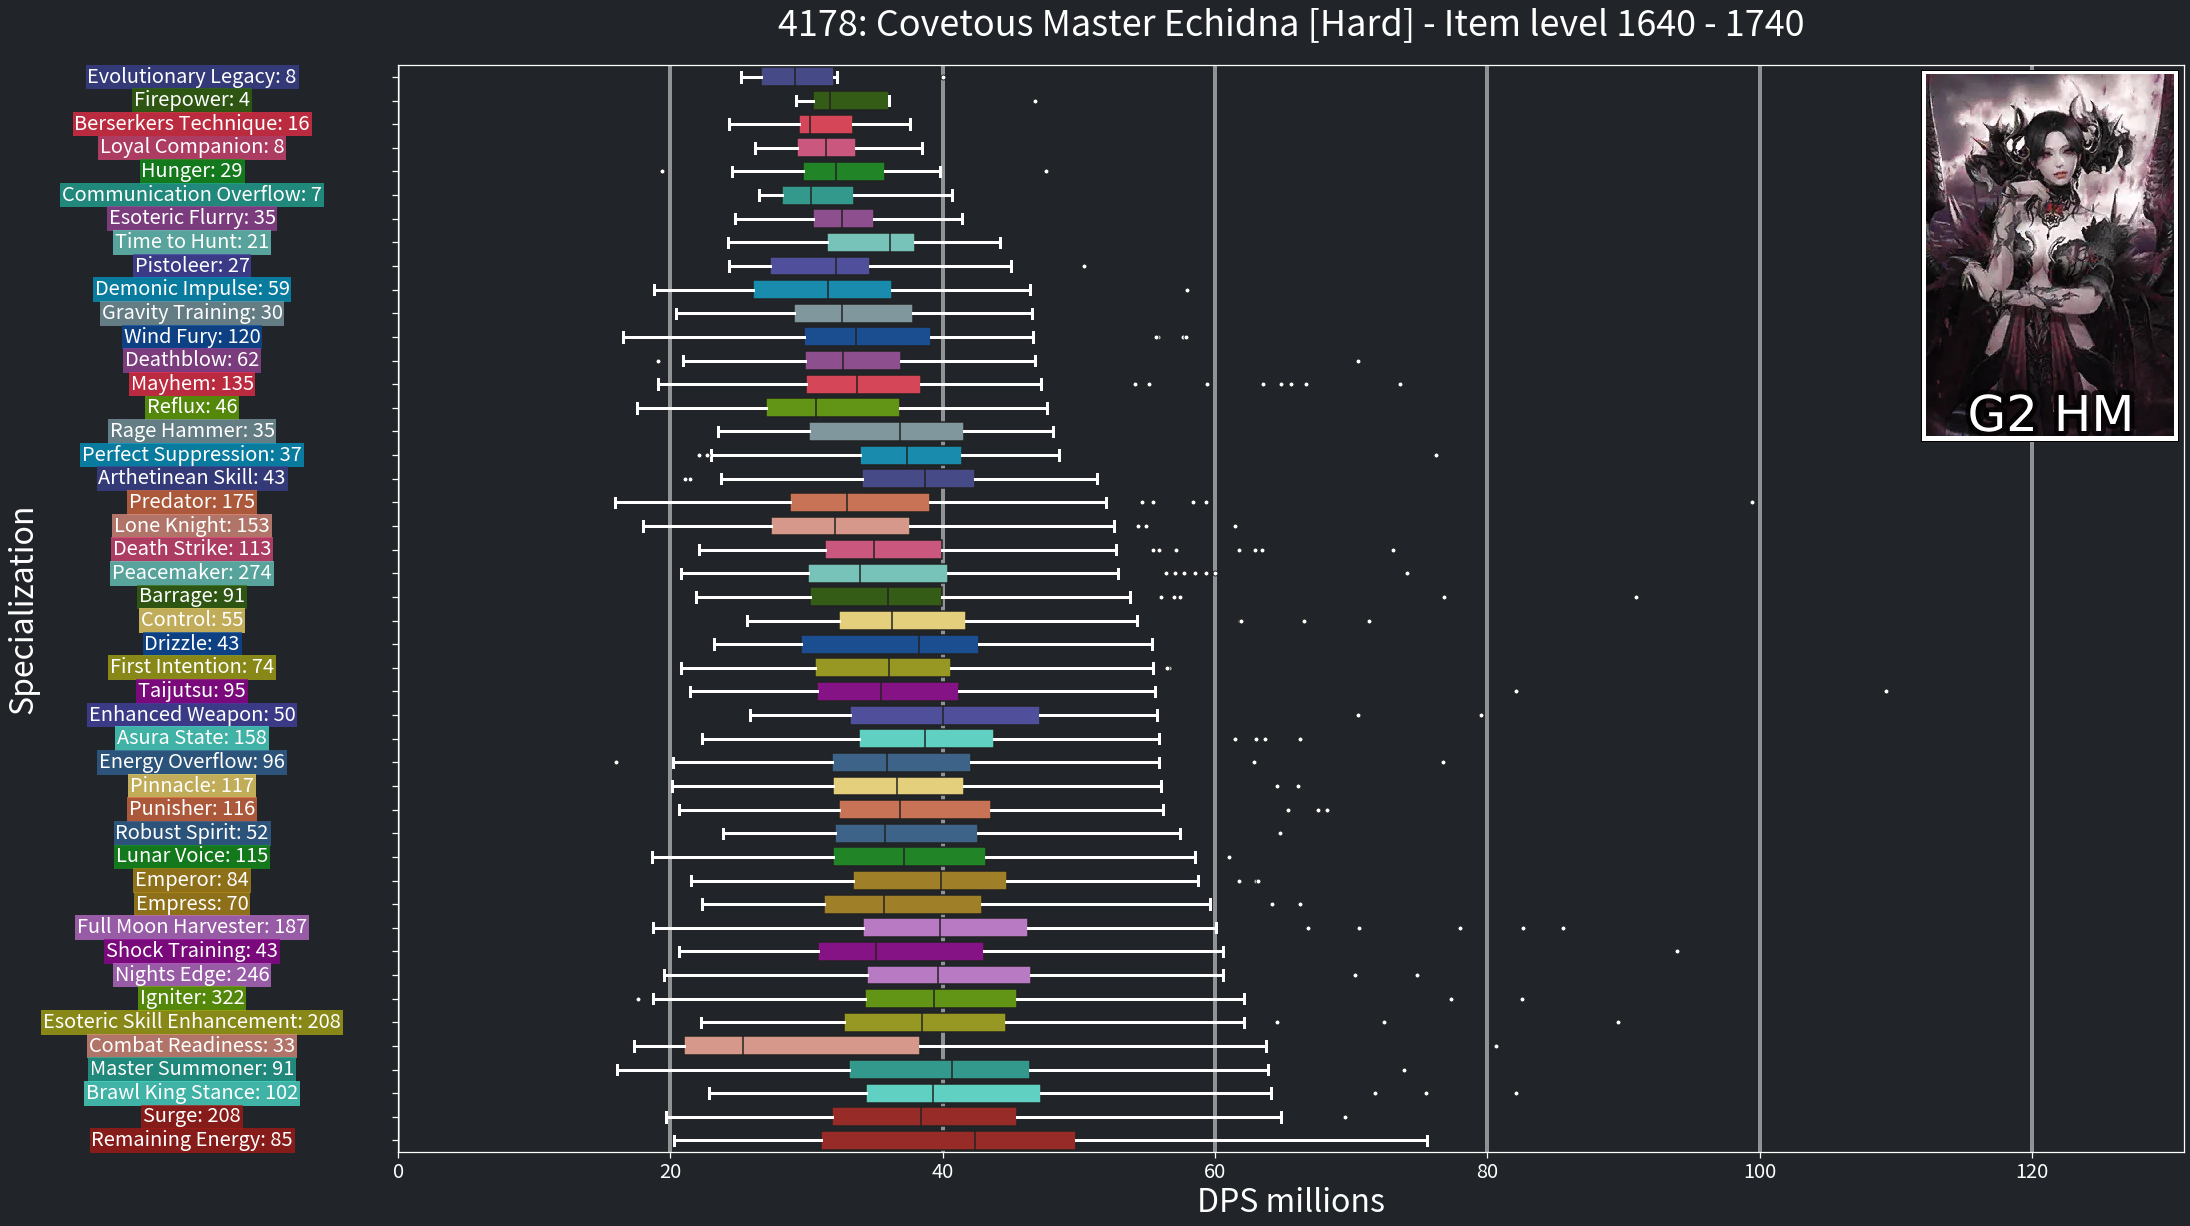 4178: Covetous Master Echidna [Hard] - Item level 1640 - 1740
Evolutionary Legacy: 8
Firepower: 4
Berserkers Technique: 16
Loyal Companion: 8
Hunger: 29
Communication Overflow: 7
Esoteric Flurry: 35
Time to Hunt: 21
Pistoleer: 27
Demonic Impulse: 59
Gravity Training: 30
Wind Fury: 120
Deathblow: 62
Mayhem: 135
Reflux: 46
Rage Hammer: 35
Perfect Suppression: 37
Arthetinean Skill: 43
Predator: 175
Lone Knight: 153
Death Strike: 113
Peacemaker: 274
Barrage: 91
Control: 55
Drizzle: 43
First Intention: 74
Taijutsu: 95
Enhanced Weapon: 50
Asura State: 158
Energy Overflow: 96
Pinnacle: 117
Punisher: 116
Robust Spirit: 52
Lunar Voice: 115
Emperor: 84
Empress: 70
Full Moon Harvester: 187
Shock Training: 43
Nights Edge: 246
Igniter: 322
Esoteric Skill Enhancement: 208
Combat Readiness: 33
Master Summoner: 91
Brawl King Stance: 102
Surge: 208
Remaining Energy: 85
Specialization
G2 HM
0 20 40 60 80 100 120
DPS millions